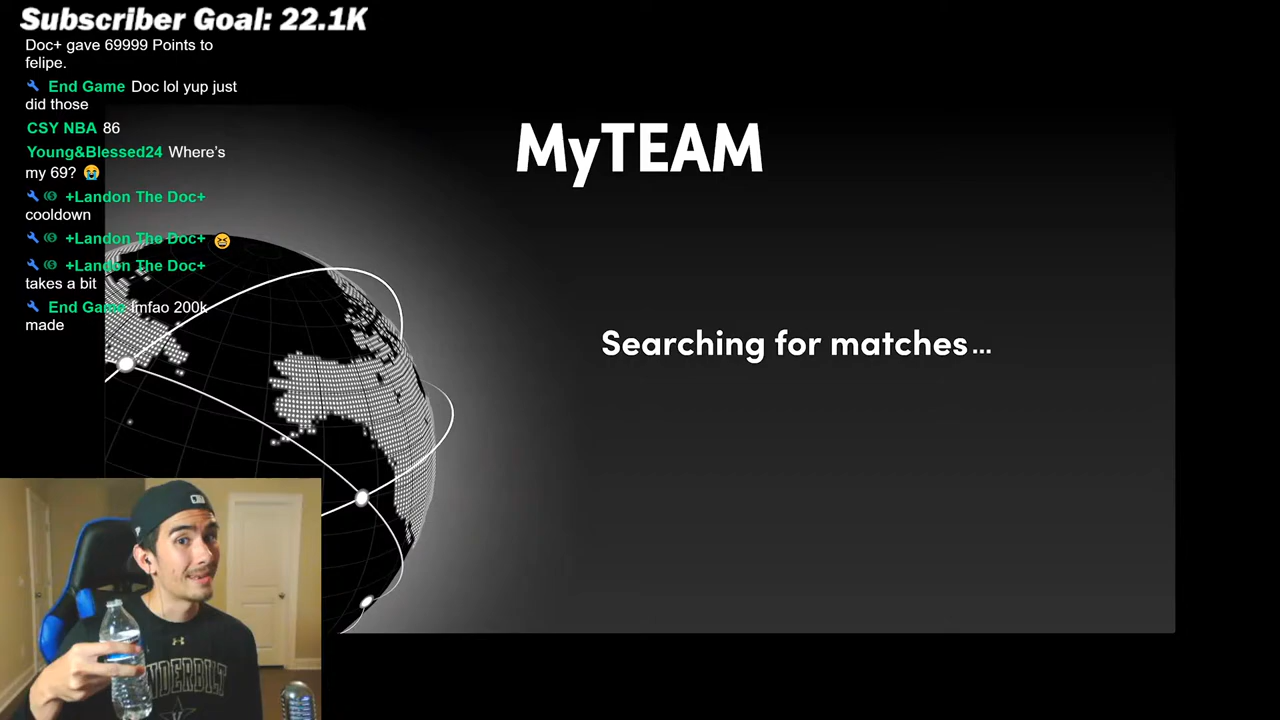 Subscriber Goal: 22.1K
Doc+ gave 69999 Points to
felipe.
End Game Doc lol yup just
did those
CSY NBA 86
Young&Blessed24 Where's
my 69? 😭
+Landon The Doc+
cooldown
+Landon The Doc+ 😆
+Landon The Doc+
takes a bit
End Game lmfao 200k
made
MyTEAM
Searching for matches...
VANDERBILT